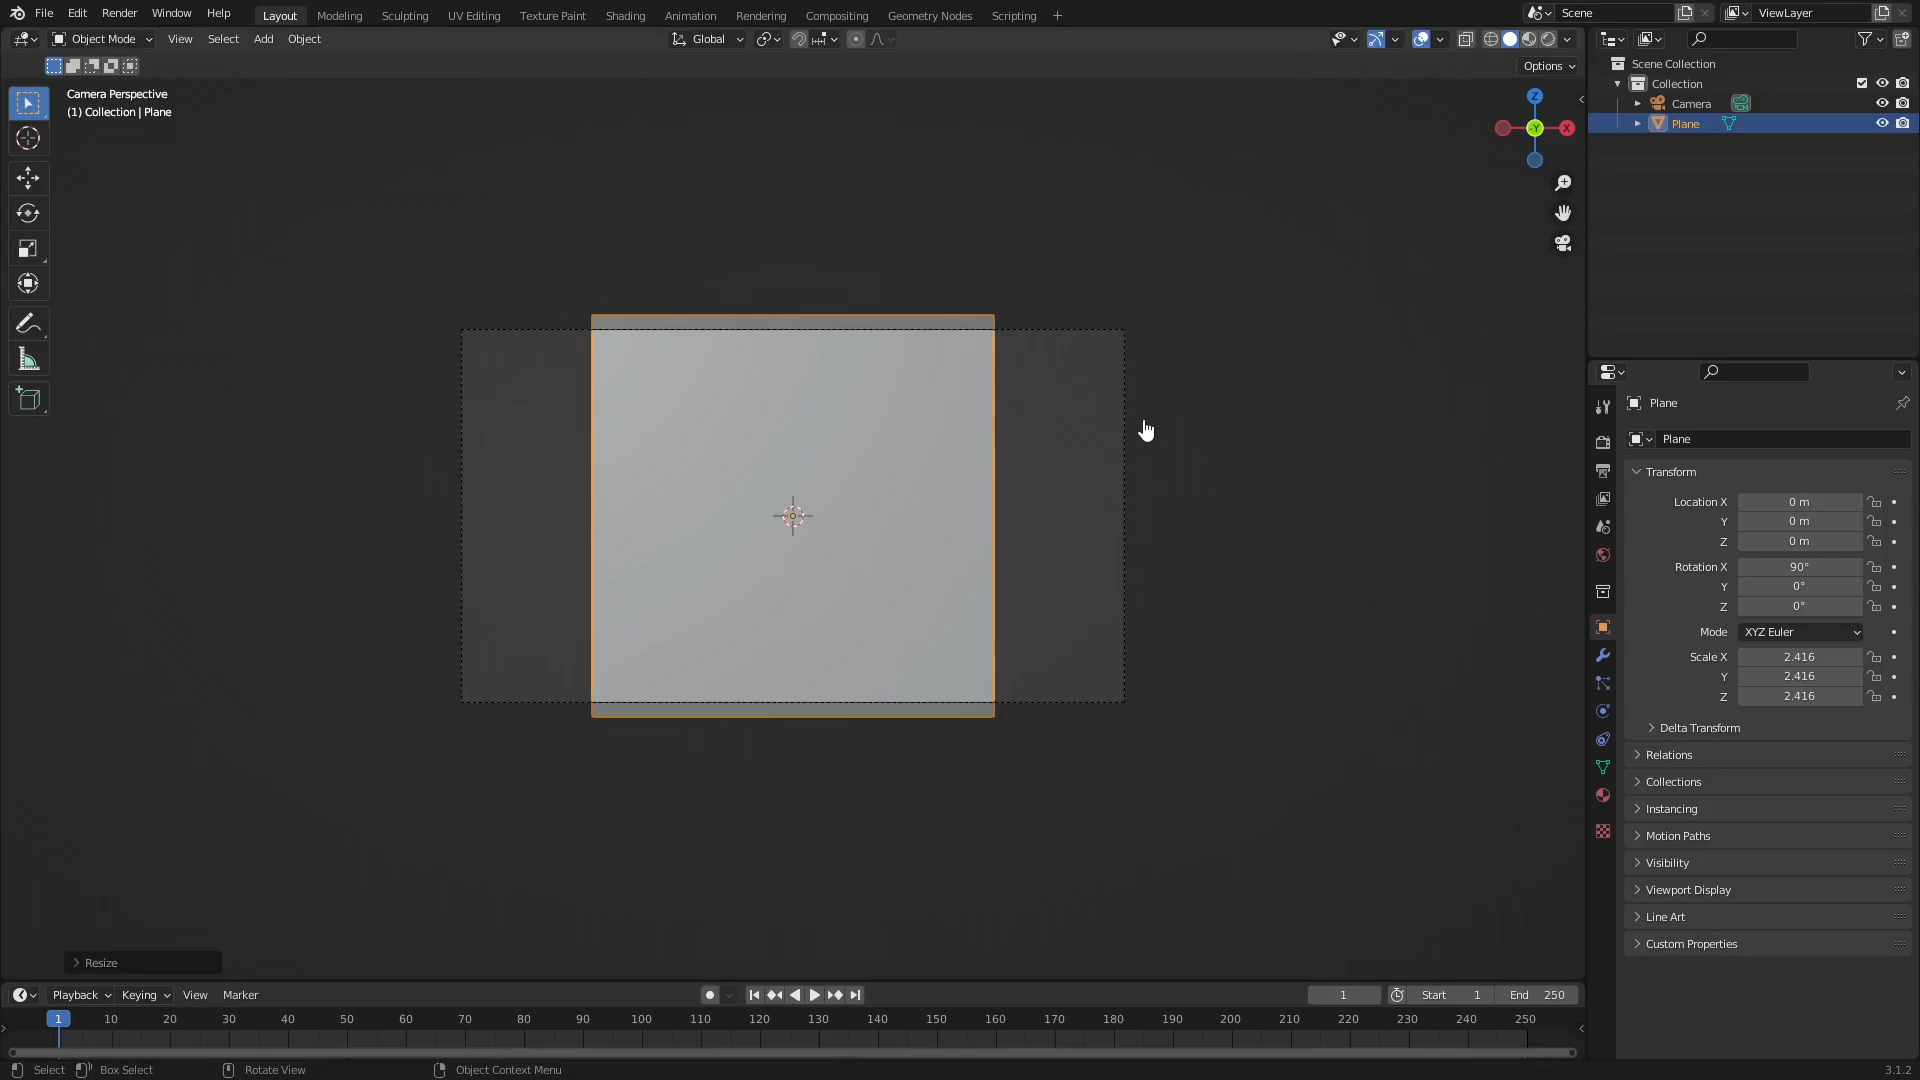 File Edit Render Window Help Layout Modeling Sculpting UV Editing Texture Paint Shading Animation Rendering Compositing Geometry Nodes Scripting + Scene ViewLayer
Object Mode View Select Add Object Global
Options
Camera Perspective
(1) Collection | Plane
Z
-Y
X
Scene Collection
Collection
Camera
Plane
Plane
Plane
Transform
Location X 0 m
Y 0 m
Z 0 m
Rotation X 90°
Y 0°
Z 0°
Mode XYZ Euler
Scale X 2.416
Y 2.416
Z 2.416
Delta Transform
Relations
Collections
Instancing
Motion Paths
Visibility
Viewport Display
Line Art
Custom Properties
Resize
Playback Keying View Marker 1 Start 1 End 250
1 10 20 30 40 50 60 70 80 90 100 110 120 130 140 150 160 170 180 190 200 210 220 230 240 250
Select Box Select Rotate View Object Context Menu 3.1.2